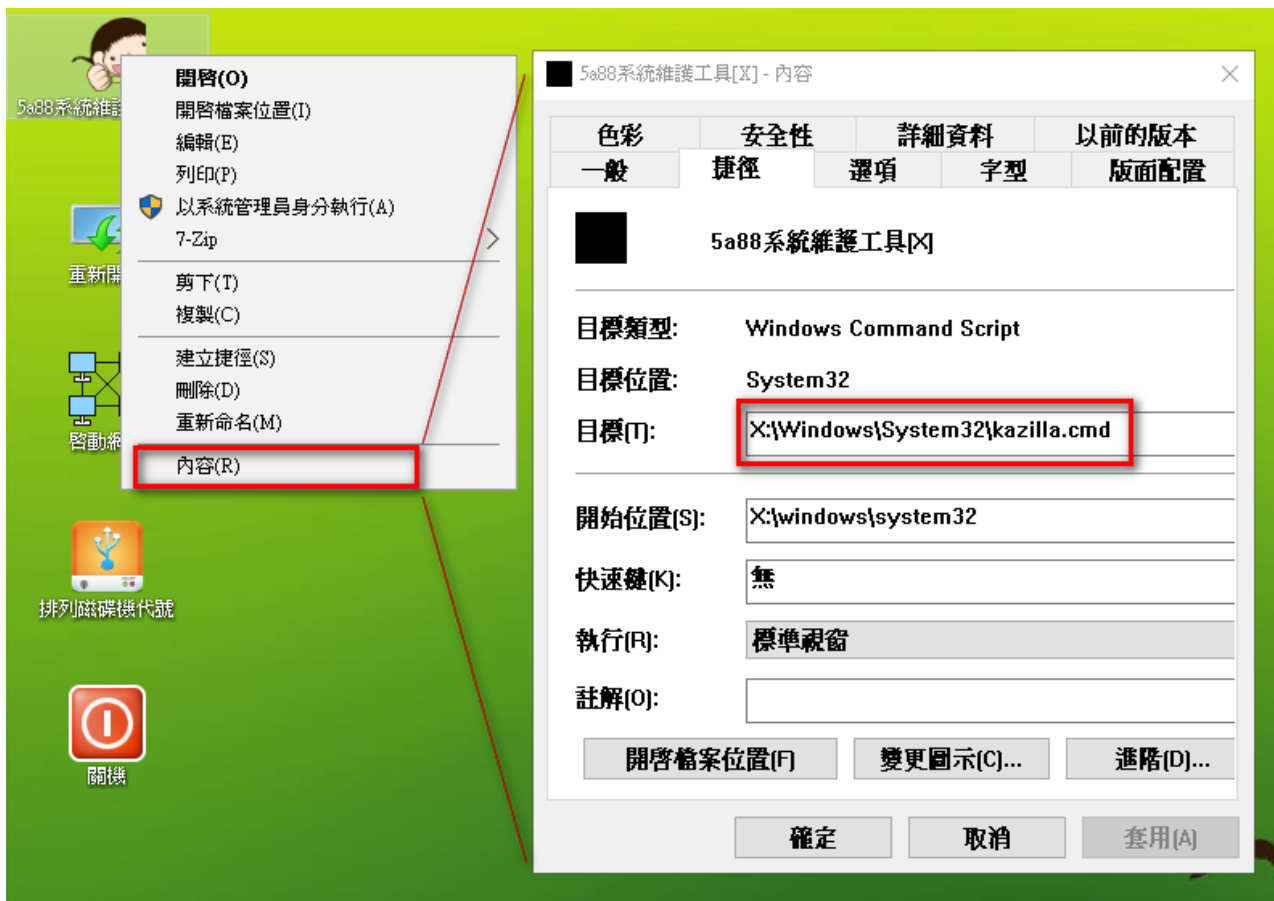 5a88系統維護
開啓(O)
開啓檔案位置(I)
編輯(E)
列印(P)
以系統管理員身分執行(A)
7-Zip
剪下(T)
複製(C)
建立捷徑(S)
刪除(D)
重新命名(M)
內容(R)
重新開
啓動網
排列磁碟機代號
關機
5a88系統維護工具[X] - 內容
色彩 安全性 詳細資料 以前的版本
一般 捷徑 選項 字型 版面配置
5a88系統維護工具[X]
目標類型: Windows Command Script
目標位置: System32
目標(T): X:\Windows\System32\kazilla.cmd
開始位置(S): X:\windows\system32
快速鍵(K): 無
執行(R): 標準視窗
註解(O):
開啓檔案位置(F) 變更圖示(C)... 進階(D)...
確定 取消 套用(A)